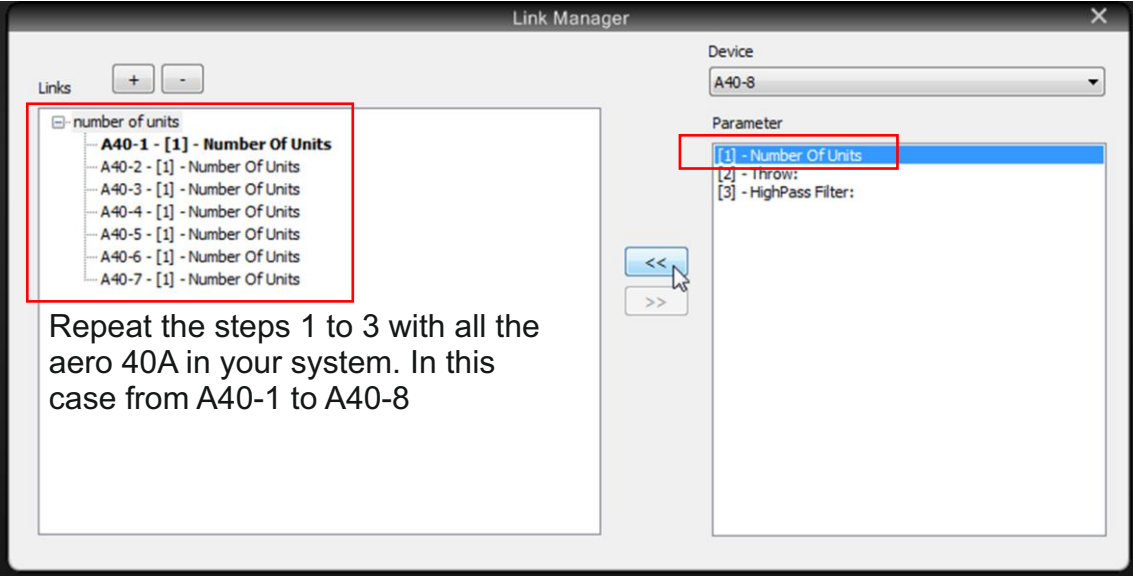 Link Manager
Device
Links
+
-
A40-8
number of units
A40-1 - [1] - Number Of Units
A40-2 - [1] - Number Of Units
A40-3 - [1] - Number Of Units
A40-4 - [1] - Number Of Units
A40-5 - [1] - Number Of Units
A40-6 - [1] - Number Of Units
A40-7 - [1] - Number Of Units
Repeat the steps 1 to 3 with all the
aero 40A in your system. In this
case from A40-1 to A40-8
<<
>>
Parameter
[1] - Number Of Units
[2] - Throw:
[3] - HighPass Filter: